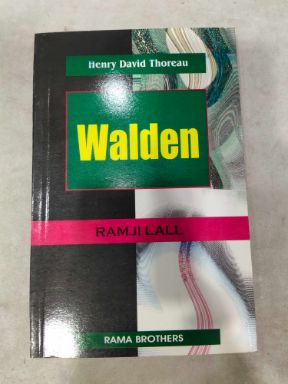 Henry David Thoreau
Walden
RAMJI LALL
RAMA BROTHERS